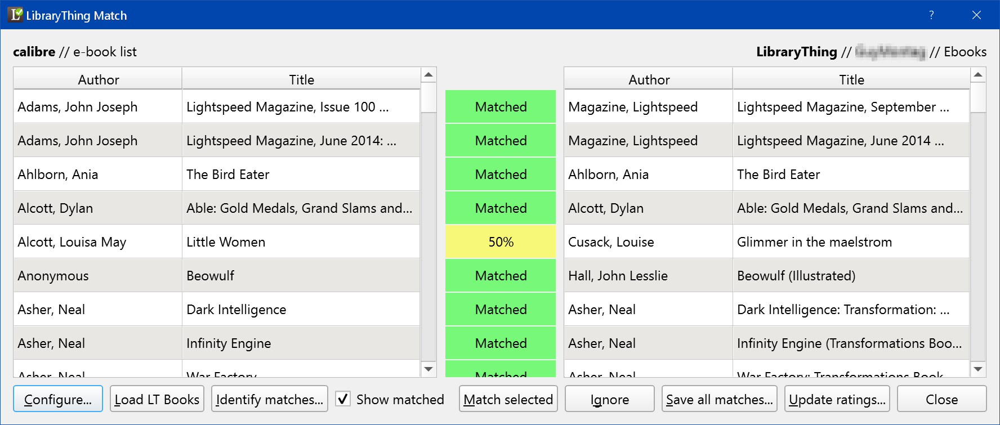 LibraryThing Match
calibre // e-book list
LibraryThing // // Ebooks
Author Title Author Title
Adams, John Joseph Lightspeed Magazine, Issue 100 ... Matched Magazine, Lightspeed Lightspeed Magazine, September ...
Adams, John Joseph Lightspeed Magazine, June 2014: ... Matched Magazine, Lightspeed Lightspeed Magazine, June 2014 ...
Ahlborn, Ania The Bird Eater Matched Ahlborn, Ania The Bird Eater
Alcott, Dylan Able: Gold Medals, Grand Slams and... Matched Alcott, Dylan Able: Gold Medals, Grand Slams and...
Alcott, Louisa May Little Women 50% Cusack, Louise Glimmer in the maelstrom
Anonymous Beowulf Matched Hall, John Lesslie Beowulf (Illustrated)
Asher, Neal Dark Intelligence Matched Asher, Neal Dark Intelligence: Transformation: ...
Asher, Neal Infinity Engine Matched Asher, Neal Infinity Engine (Transformations Boo...
Asher, Neal War Factory Matched Asher, Neal War Factory: Transformations Book
Configure... Load LT Books Identify matches... Show matched Match selected Ignore Save all matches... Update ratings... Close